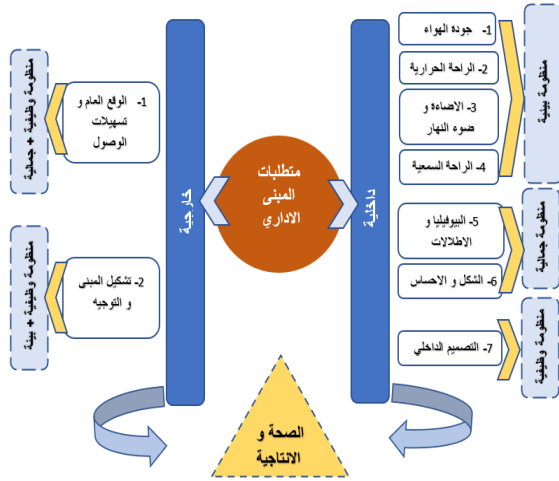 متطلبات
المبنى
الاداري
داخلية
1- جودة الهواء
2- الراحة الحرارية
3- الاضاءة و
ضوء النهار
4- الراحة السمعية
منظومة بيئية
5- البيوفيليا و
الاطلالات
6- الشكل و الاحساس
منظومة جمالية
7- التصميم الداخلي
منظومة وظيفية
خارجية
1- الوقع العام و
تسهيلات
الوصول
منظومة وظيفية + جمالية
2- تشكيل المبنى
و التوجيه
منظومة وظيفية + بيئة
الصحة و
الانتاجية